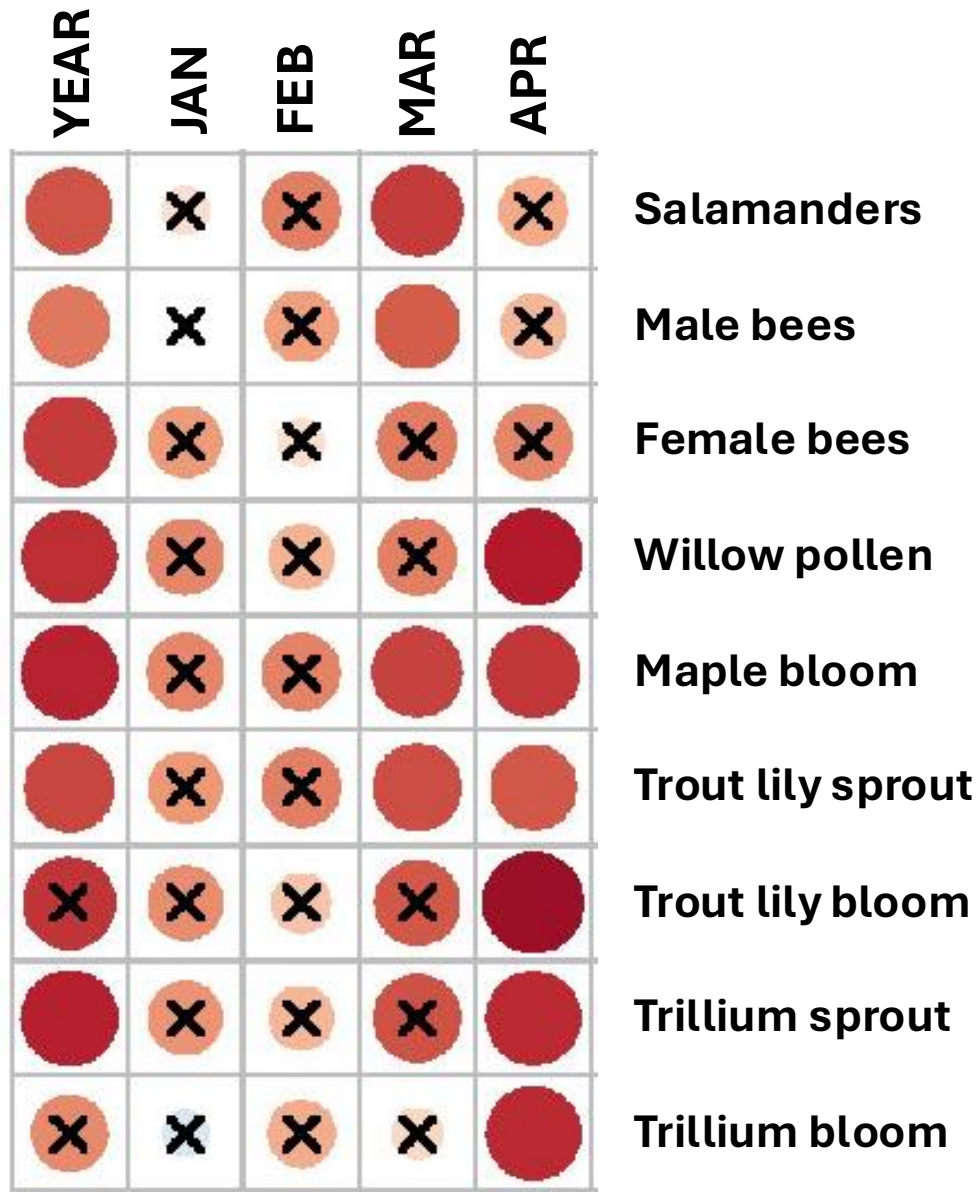 YEAR JAN FEB MAR APR
Salamanders
Male bees
Female bees
Willow pollen
Maple bloom
Trout lily sprout
Trout lily bloom
Trillium sprout
Trillium bloom